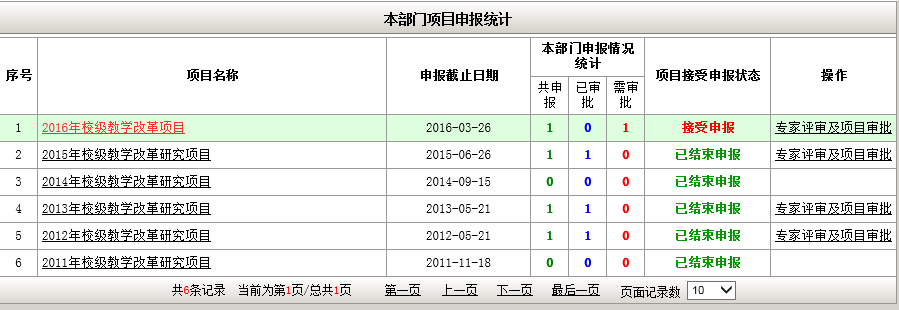 本部门项目申报统计
序号 项目名称 申报截止日期 本部门申报情况统计 项目接受申报状态 操作
共申报 已审批 需审批
1 2016年校级教学改革项目 2016-03-26 1 0 1 接受申报 专家评审及项目审批
2 2015年校级教学改革研究项目 2015-06-26 1 1 0 已结束申报 专家评审及项目审批
3 2014年校级教学改革研究项目 2014-09-15 0 0 0 已结束申报
4 2013年校级教学改革研究项目 2013-05-21 1 1 0 已结束申报 专家评审及项目审批
5 2012年校级教学改革研究项目 2012-05-21 1 1 0 已结束申报 专家评审及项目审批
6 2011年校级教学改革研究项目 2011-11-18 0 0 0 已结束申报
共6条记录 当前为第1页/总共1页 第一页 上一页 下一页 最后一页 页面记录数 10